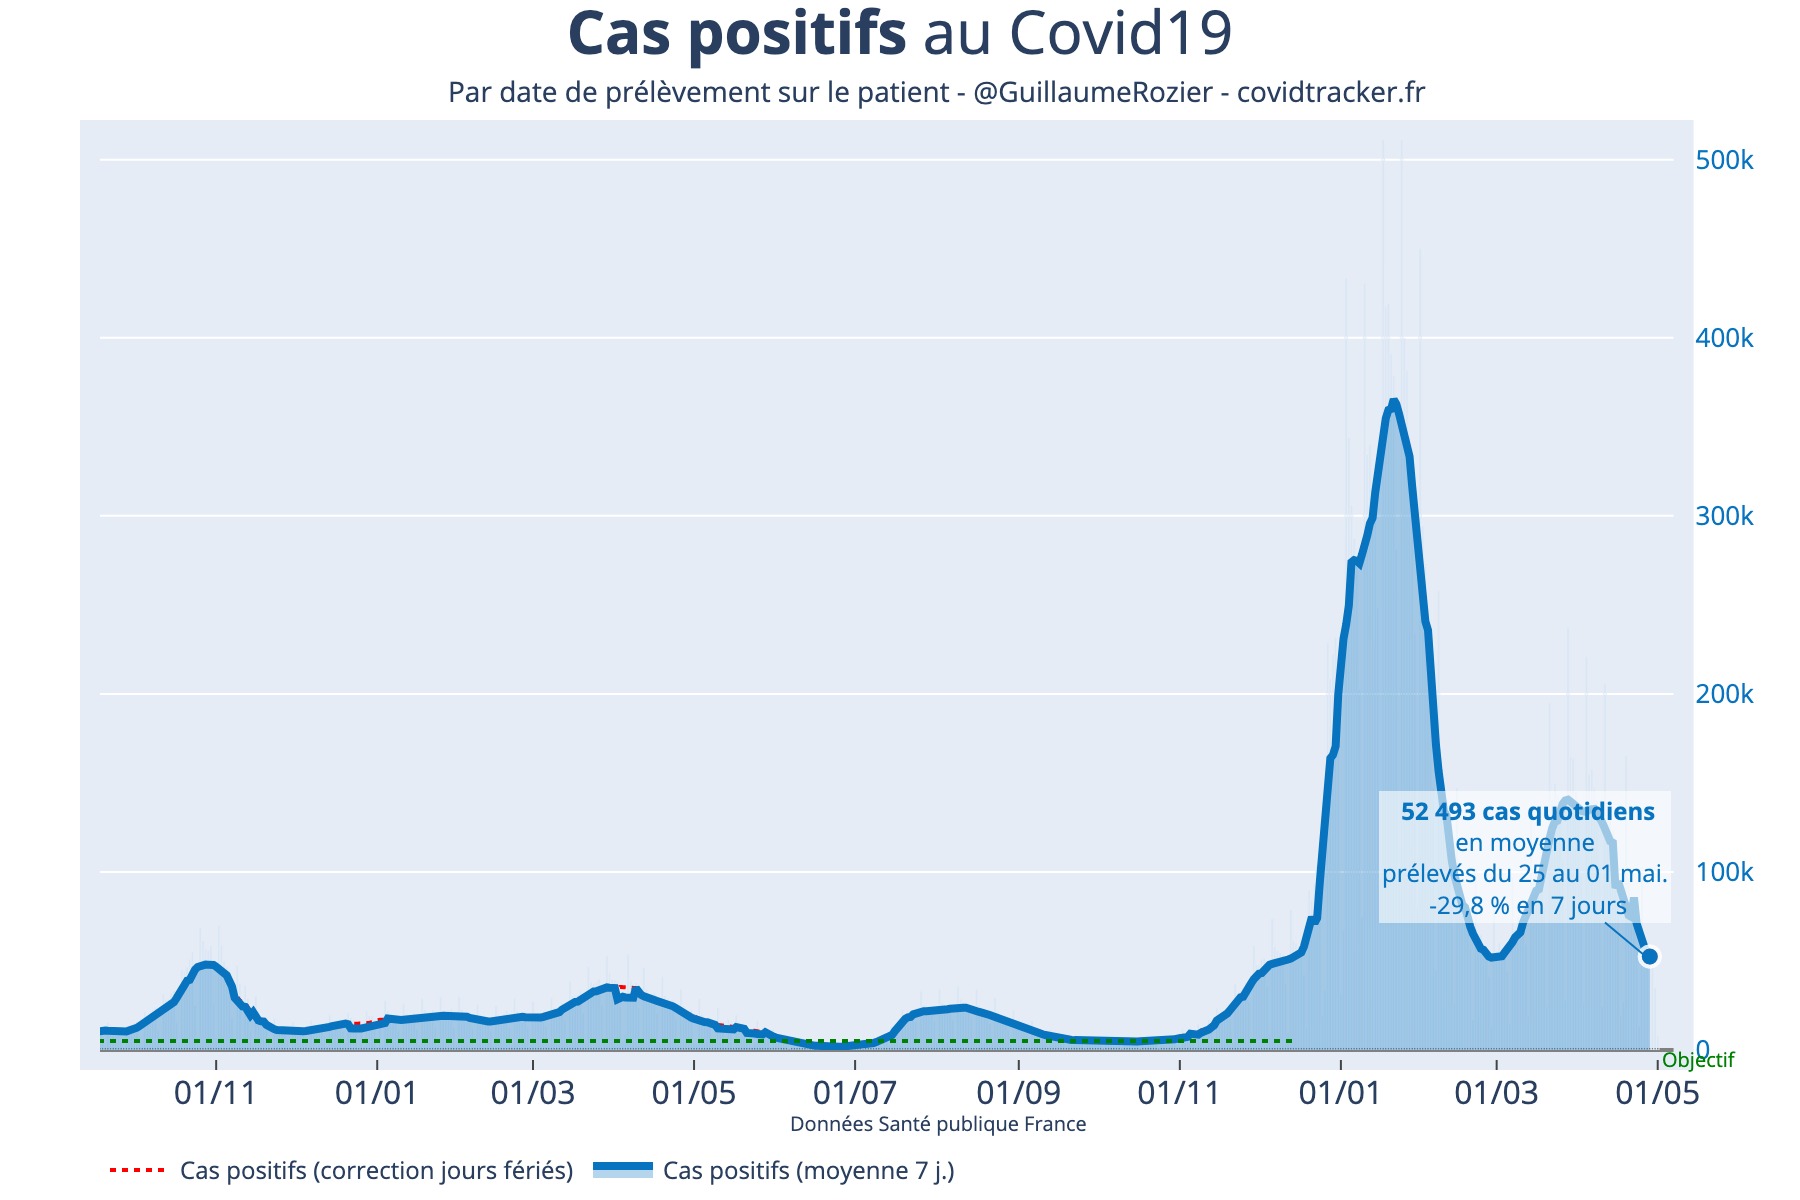 Cas positifs au Covid19
Par date de prélèvement sur le patient - @GuillaumeRozier - covidtracker.fr
500k
400k
300k
200k
52 493 cas quotidiens
en moyenne
prélevés du 25 au 01 mai.
100k
-29,8 % en 7 jours
0
Objectif
01/11 01/01 01/03 01/05 01/07 01/09 01/11 01/01 01/03 01/05
Données Santé publique France
Cas positifs (correction jours fériés) Cas positifs (moyenne 7 j.)